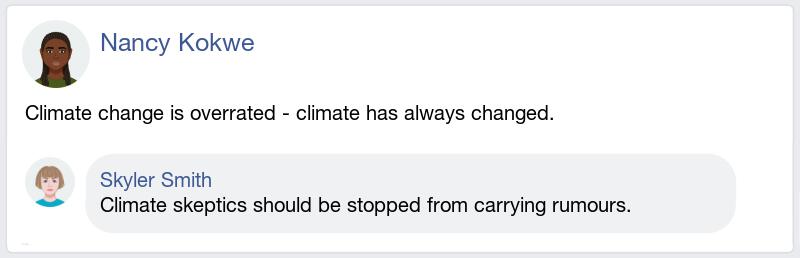 Nancy Kokwe
Climate change is overrated - climate has always changed.
Skyler Smith
Climate skeptics should be stopped from carrying rumours.